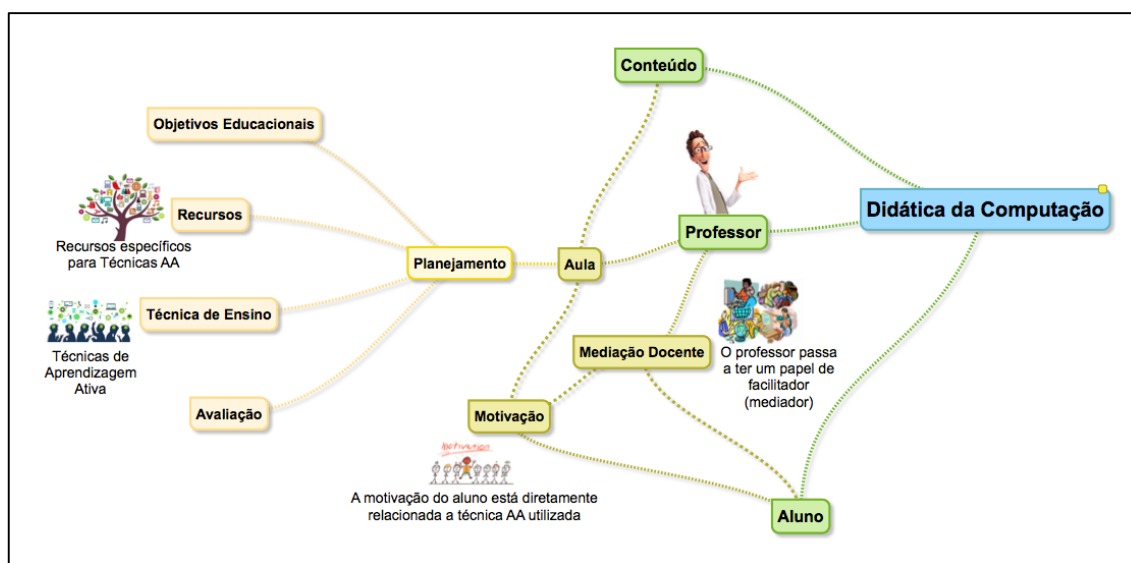 Conteúdo
Objetivos Educacionais
Didática da Computação
Recursos
Professor
Recursos específicos
para Técnicas AA
Planejamento
Aula
Técnica de Ensino
Técnicas de
Aprendizagem
Ativa
Mediação Docente
O professor passa
a ter um papel de
facilitador
(mediador)
Avaliação
Motivação
motivation
A motivação do aluno está diretamente
relacionada a técnica AA utilizada
Aluno